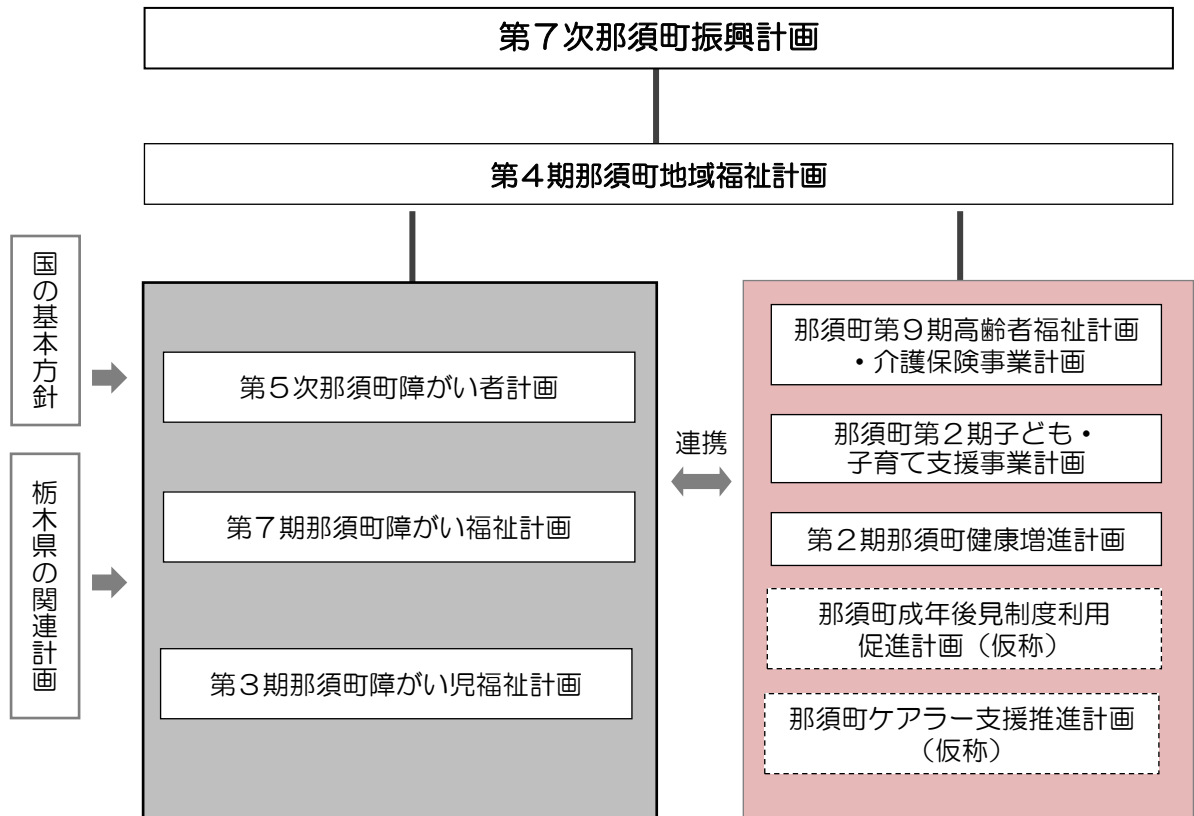 第７次那須町振興計画
第４期那須町地域福祉計画
国の基本方針
栃木県の関連計画
第５次那須町障がい者計画
第７期那須町障がい福祉計画
第３期那須町障がい児福祉計画
連携
那須町第９期高齢者福祉計画
・介護保険事業計画
那須町第２期子ども・
子育て支援事業計画
第２期那須町健康増進計画
那須町成年後見制度利用
促進計画（仮称）
那須町ケアラー支援推進計画
（仮称）